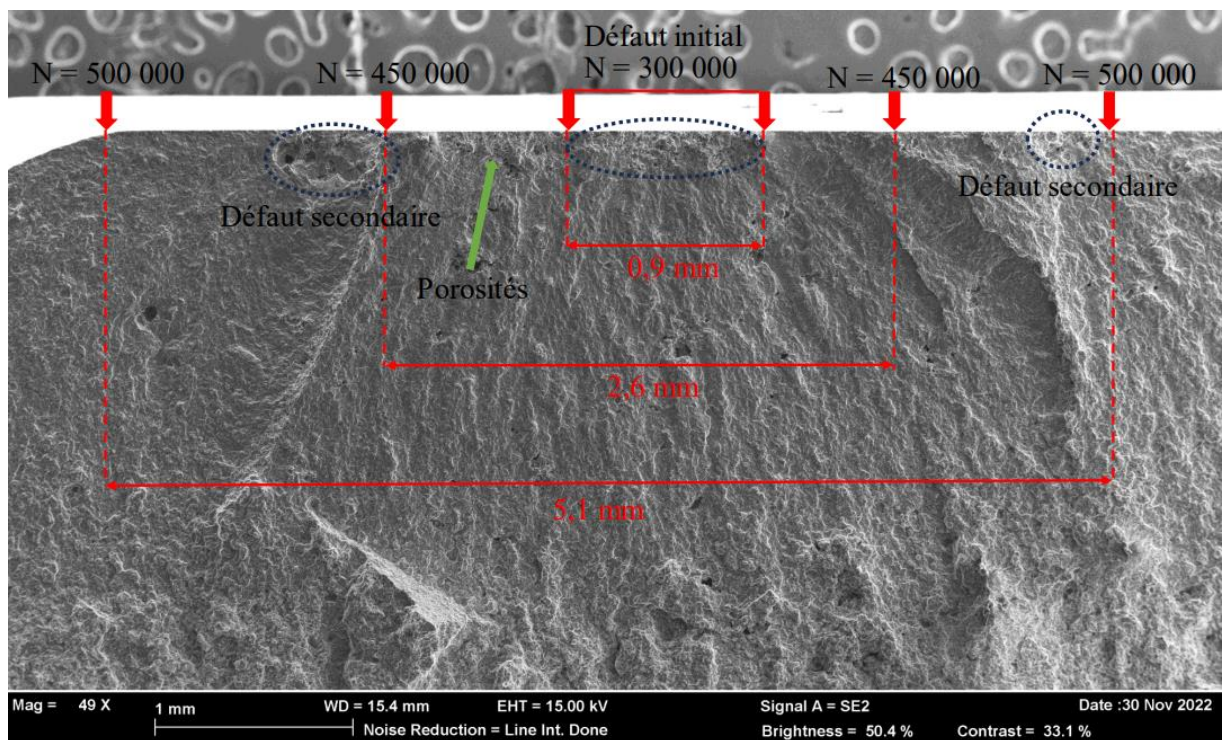 Défaut initial
N = 500 000
N = 450 000
N = 300 000
N = 450 000
N = 500 000
Défaut secondaire
Défaut secondaire
0,9 mm
Porosités
2,6 mm
5,1 mm
Mag = 49 X
1 mm
WD = 15.4 mm
EHT = 15.00 kV
Signal A = SE2
Date :30 Nov 2022
Noise Reduction = Line Int. Done
Brightness = 50.4 %
Contrast = 33.1 %